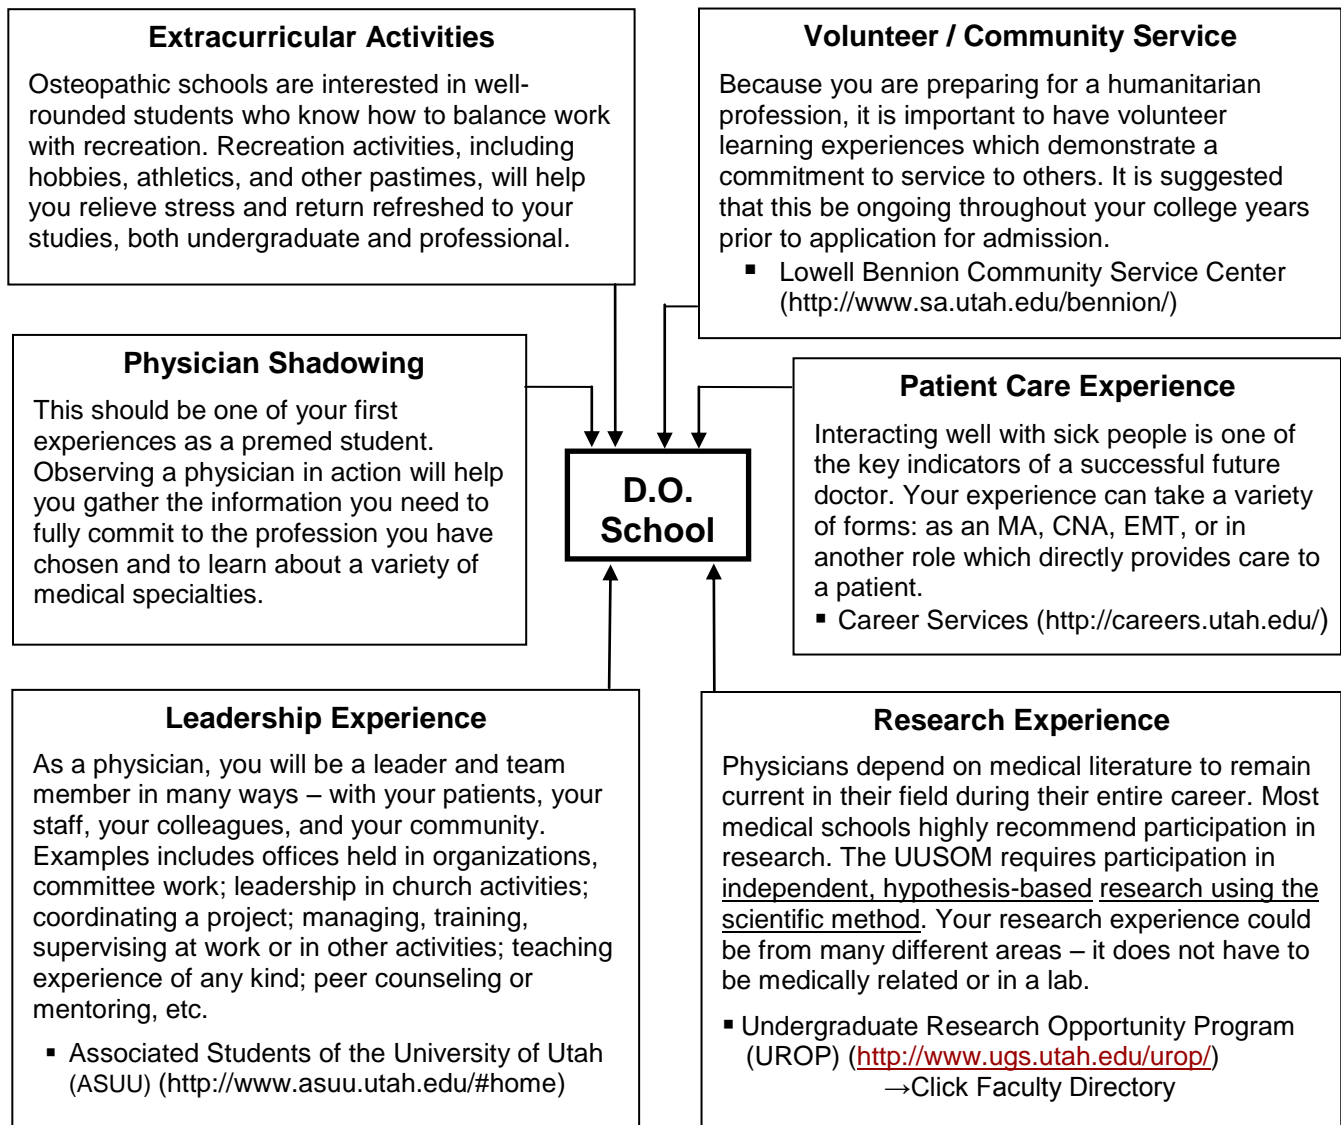 Extracurricular Activities
Osteopathic schools are interested in well-
rounded students who know how to balance work
with recreation. Recreation activities, including
hobbies, athletics, and other pastimes, will help
you relieve stress and return refreshed to your
studies, both undergraduate and professional.
Volunteer / Community Service
Because you are preparing for a humanitarian
profession, it is important to have volunteer
learning experiences which demonstrate a
commitment to service to others. It is suggested
that this be ongoing throughout your college years
prior to application for admission.
▪ Lowell Bennion Community Service Center
(http://www.sa.utah.edu/bennion/)
Physician Shadowing
This should be one of your first
experiences as a premed student.
Observing a physician in action will help
you gather the information you need to
fully commit to the profession you have
chosen and to learn about a variety of
medical specialties.
D.O.
School
Patient Care Experience
Interacting well with sick people is one of
the key indicators of a successful future
doctor. Your experience can take a variety
of forms: as an MA, CNA, EMT, or in
another role which directly provides care to
a patient.
▪ Career Services (http://careers.utah.edu/)
Leadership Experience
As a physician, you will be a leader and team
member in many ways – with your patients, your
staff, your colleagues, and your community.
Examples includes offices held in organizations,
committee work; leadership in church activities;
coordinating a project; managing, training,
supervising at work or in other activities; teaching
experience of any kind; peer counseling or
mentoring, etc.
▪ Associated Students of the University of Utah
(ASUU) (http://www.asuu.utah.edu/#home)
Research Experience
Physicians depend on medical literature to remain
current in their field during their entire career. Most
medical schools highly recommend participation in
research. The UUSOM requires participation in
independent, hypothesis-based research using the
scientific method. Your research experience could
be from many different areas – it does not have to
be medically related or in a lab.
▪ Undergraduate Research Opportunity Program
(UROP) (http://www.ugs.utah.edu/urop/)
→Click Faculty Directory